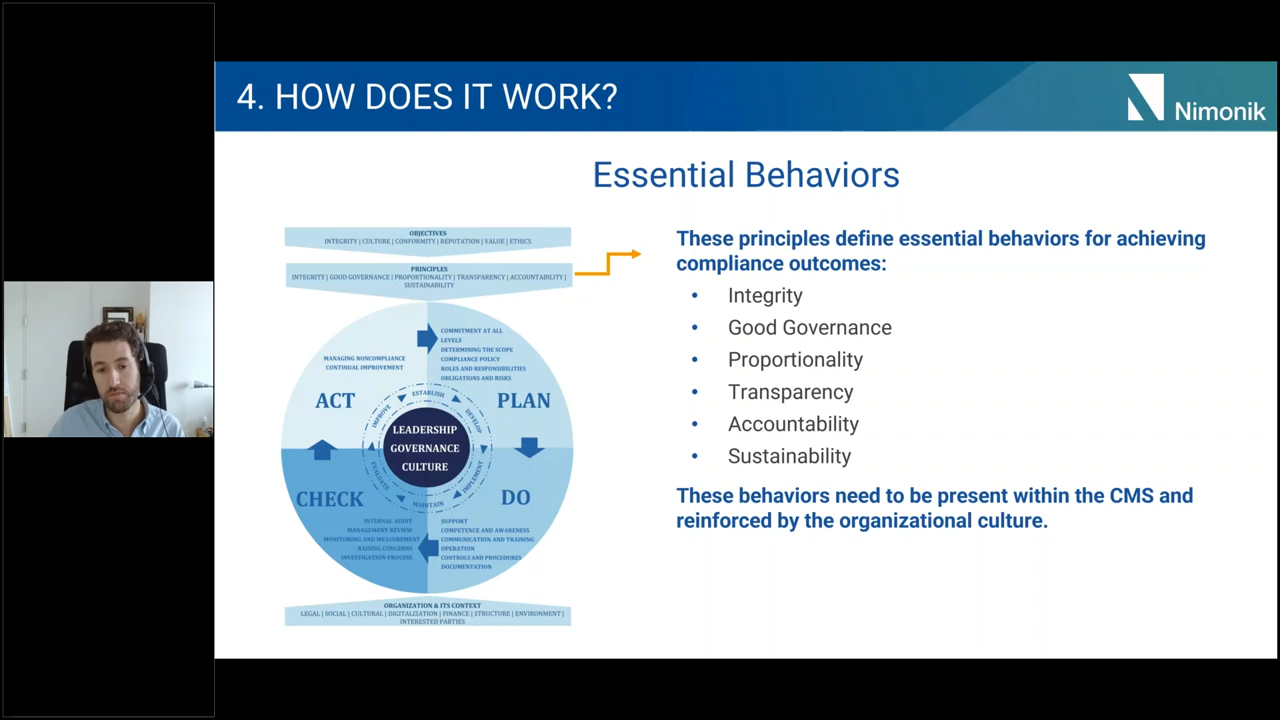 4. HOW DOES IT WORK?
Nimonik
Essential Behaviors
OBJECTIVES
INTEGRITY | CULTURE | CONFORMITY | REPUTATION | VALUE | ETHICS
PRINCIPLES
INTEGRITY | GOOD GOVERNANCE | PROPORTIONALITY | TRANSPARENCY | ACCOUNTABILITY |
SUSTAINABILITY
MANAGING NONCOMPLIANCE
CONTINUAL IMPROVEMENT
ACT
COMMITMENT AT ALL
LEVELS
DETERMINING THE SCOPE
COMPLIANCE POLICY
ROLES AND RESPONSIBILITIES
OBLIGATIONS AND RISKS
PLAN
ESTABLISH
DEVELOP
IMPLEMENT
MAINTAIN
EVALUATE
IMPROVE
LEADERSHIP
GOVERNANCE
CULTURE
CHECK
INTERNAL AUDIT
MANAGEMENT REVIEW
MONITORING AND MEASUREMENT
RAISING CONCERNS
INVESTIGATION PROCESS
DO
SUPPORT
COMPETENCE AND AWARENESS
COMMUNICATION AND TRAINING
OPERATION
CONTROLS AND PROCEDURES
DOCUMENTATION
ORGANIZATION & ITS CONTEXT
LEGAL | SOCIAL | CULTURAL | DIGITALIZATION | FINANCE | STRUCTURE | ENVIRONMENT |
INTERESTED PARTIES
These principles define essential behaviors for achieving
compliance outcomes:
• Integrity
• Good Governance
• Proportionality
• Transparency
• Accountability
• Sustainability
These behaviors need to be present within the CMS and
reinforced by the organizational culture.